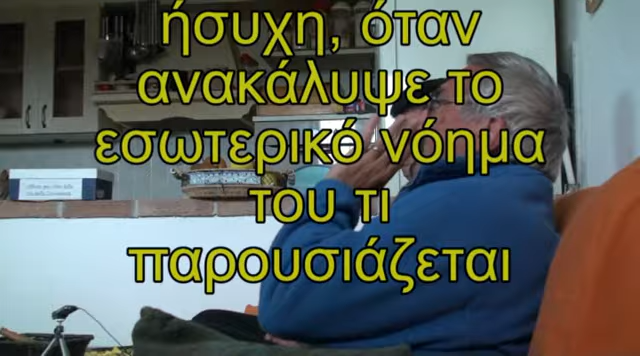 ήσυχη, όταν
ανακάλυψε το
εσωτερικό νόημα
του τι
παρουσιάζεται